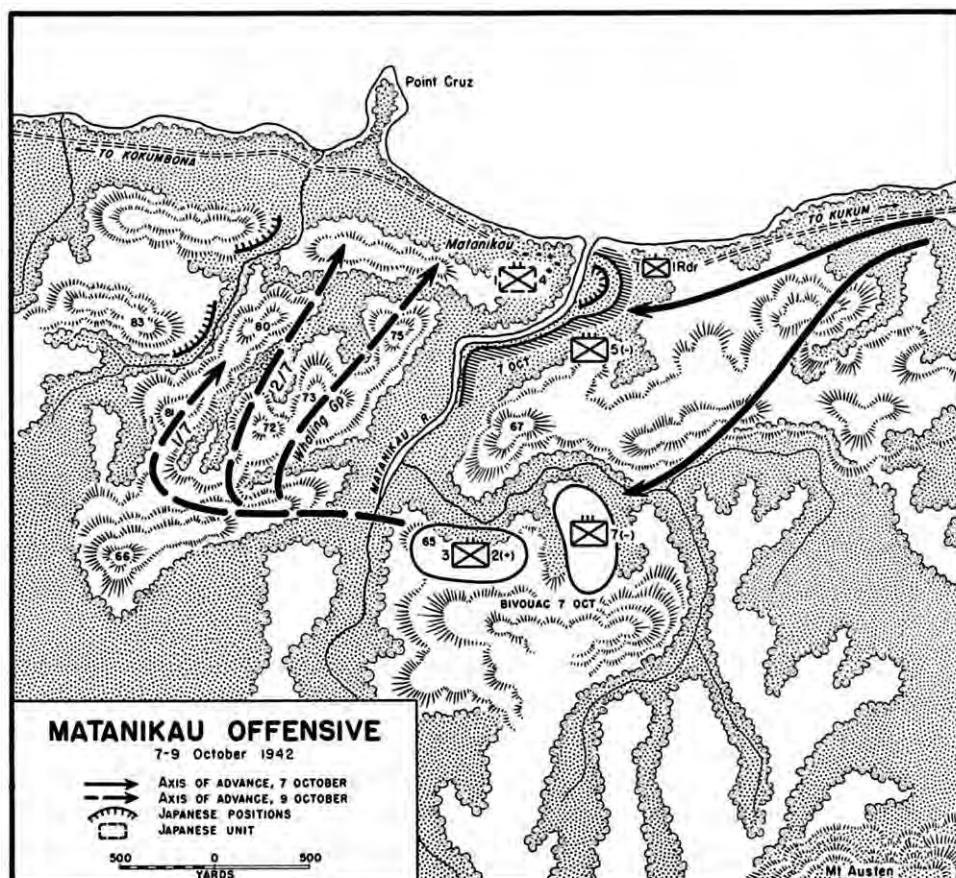 Point Cruz
← TO KOKUMBONA
TO KUKUM →
Matanikau
4
1Rdr
83
80
75
7 OCT
5(-)
2/7
73
81
1/7
72
Whaling Gp
67
MATANIKAU R.
66
65
3
2(+)
7(-)
BIVOUAC 7 OCT
MATANIKAU OFFENSIVE
7-9 October 1942
AXIS OF ADVANCE, 7 OCTOBER
AXIS OF ADVANCE, 9 OCTOBER
JAPANESE POSITIONS
JAPANESE UNIT
500 0 500
YARDS
Mt Austen